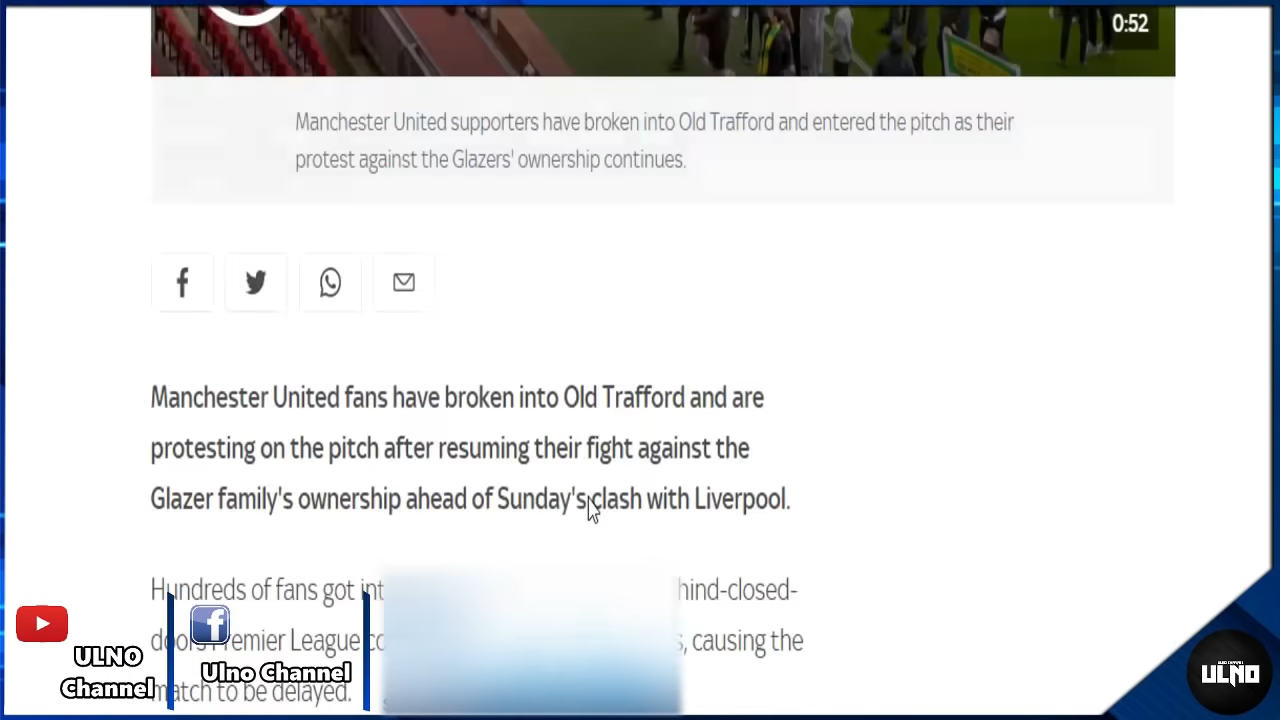 0:52
Manchester United supporters have broken into Old Trafford and entered the pitch as their
protest against the Glazers' ownership continues.
Manchester United fans have broken into Old Trafford and are
protesting on the pitch after resuming their fight against the
Glazer family's ownership ahead of Sunday's clash with Liverpool.
Hundreds of fans got hind-closed-
doors Premier League causing the
match to be delayed.
ULNO
Channel
Ulno Channel
ULNO